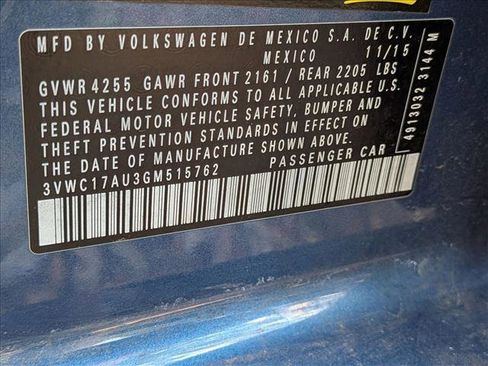 MFD BY VOLKSWAGEN DE MEXICO S.A. DE C.V.
MEXICO 11/15
GVWR 4255 GAWR FRONT 2161 / REAR 2205 LBS
THIS VEHICLE CONFORMS TO ALL APPLICABLE U.S.
FEDERAL MOTOR VEHICLE SAFETY, BUMPER AND
THEFT PREVENTION STANDARDS IN EFFECT ON
THE DATE OF MANUFACTURE SHOWN ABOVE.
3VWC17AU3GM515762 PASSENGER CAR
4913032 3144 M